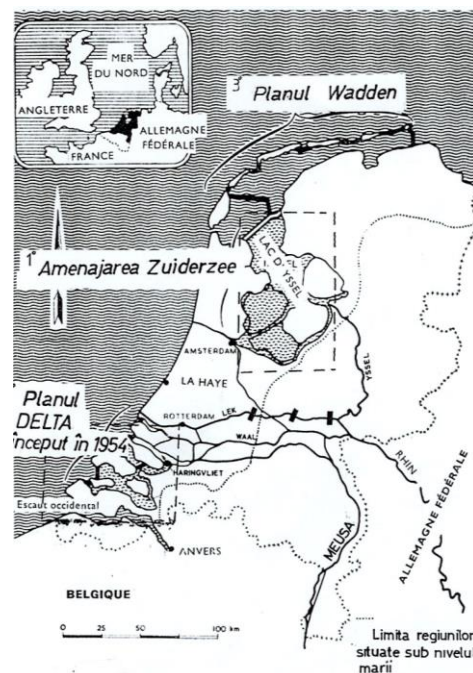 MER
DU NORD
ANGLETERRE
ALLEMAGNE
FÉDÉRALE
FRANCE
3° Planul Wadden
1° Amenajarea Zuiderzee
LAC D' YSSEL
AMSTERDAM
LA HAYE
YSSEL
Planul
DELTA
început în 1954
ROTTERDAM
LEK
WAAL
HARINGVLIET
RHIN
Escaut occidental
ALLEMAGNE FÉDÉRALE
ANVERS
MEUSA
BELGIQUE
0 25 50 100 km
Limita regiunilor
situate sub nivelul
marii